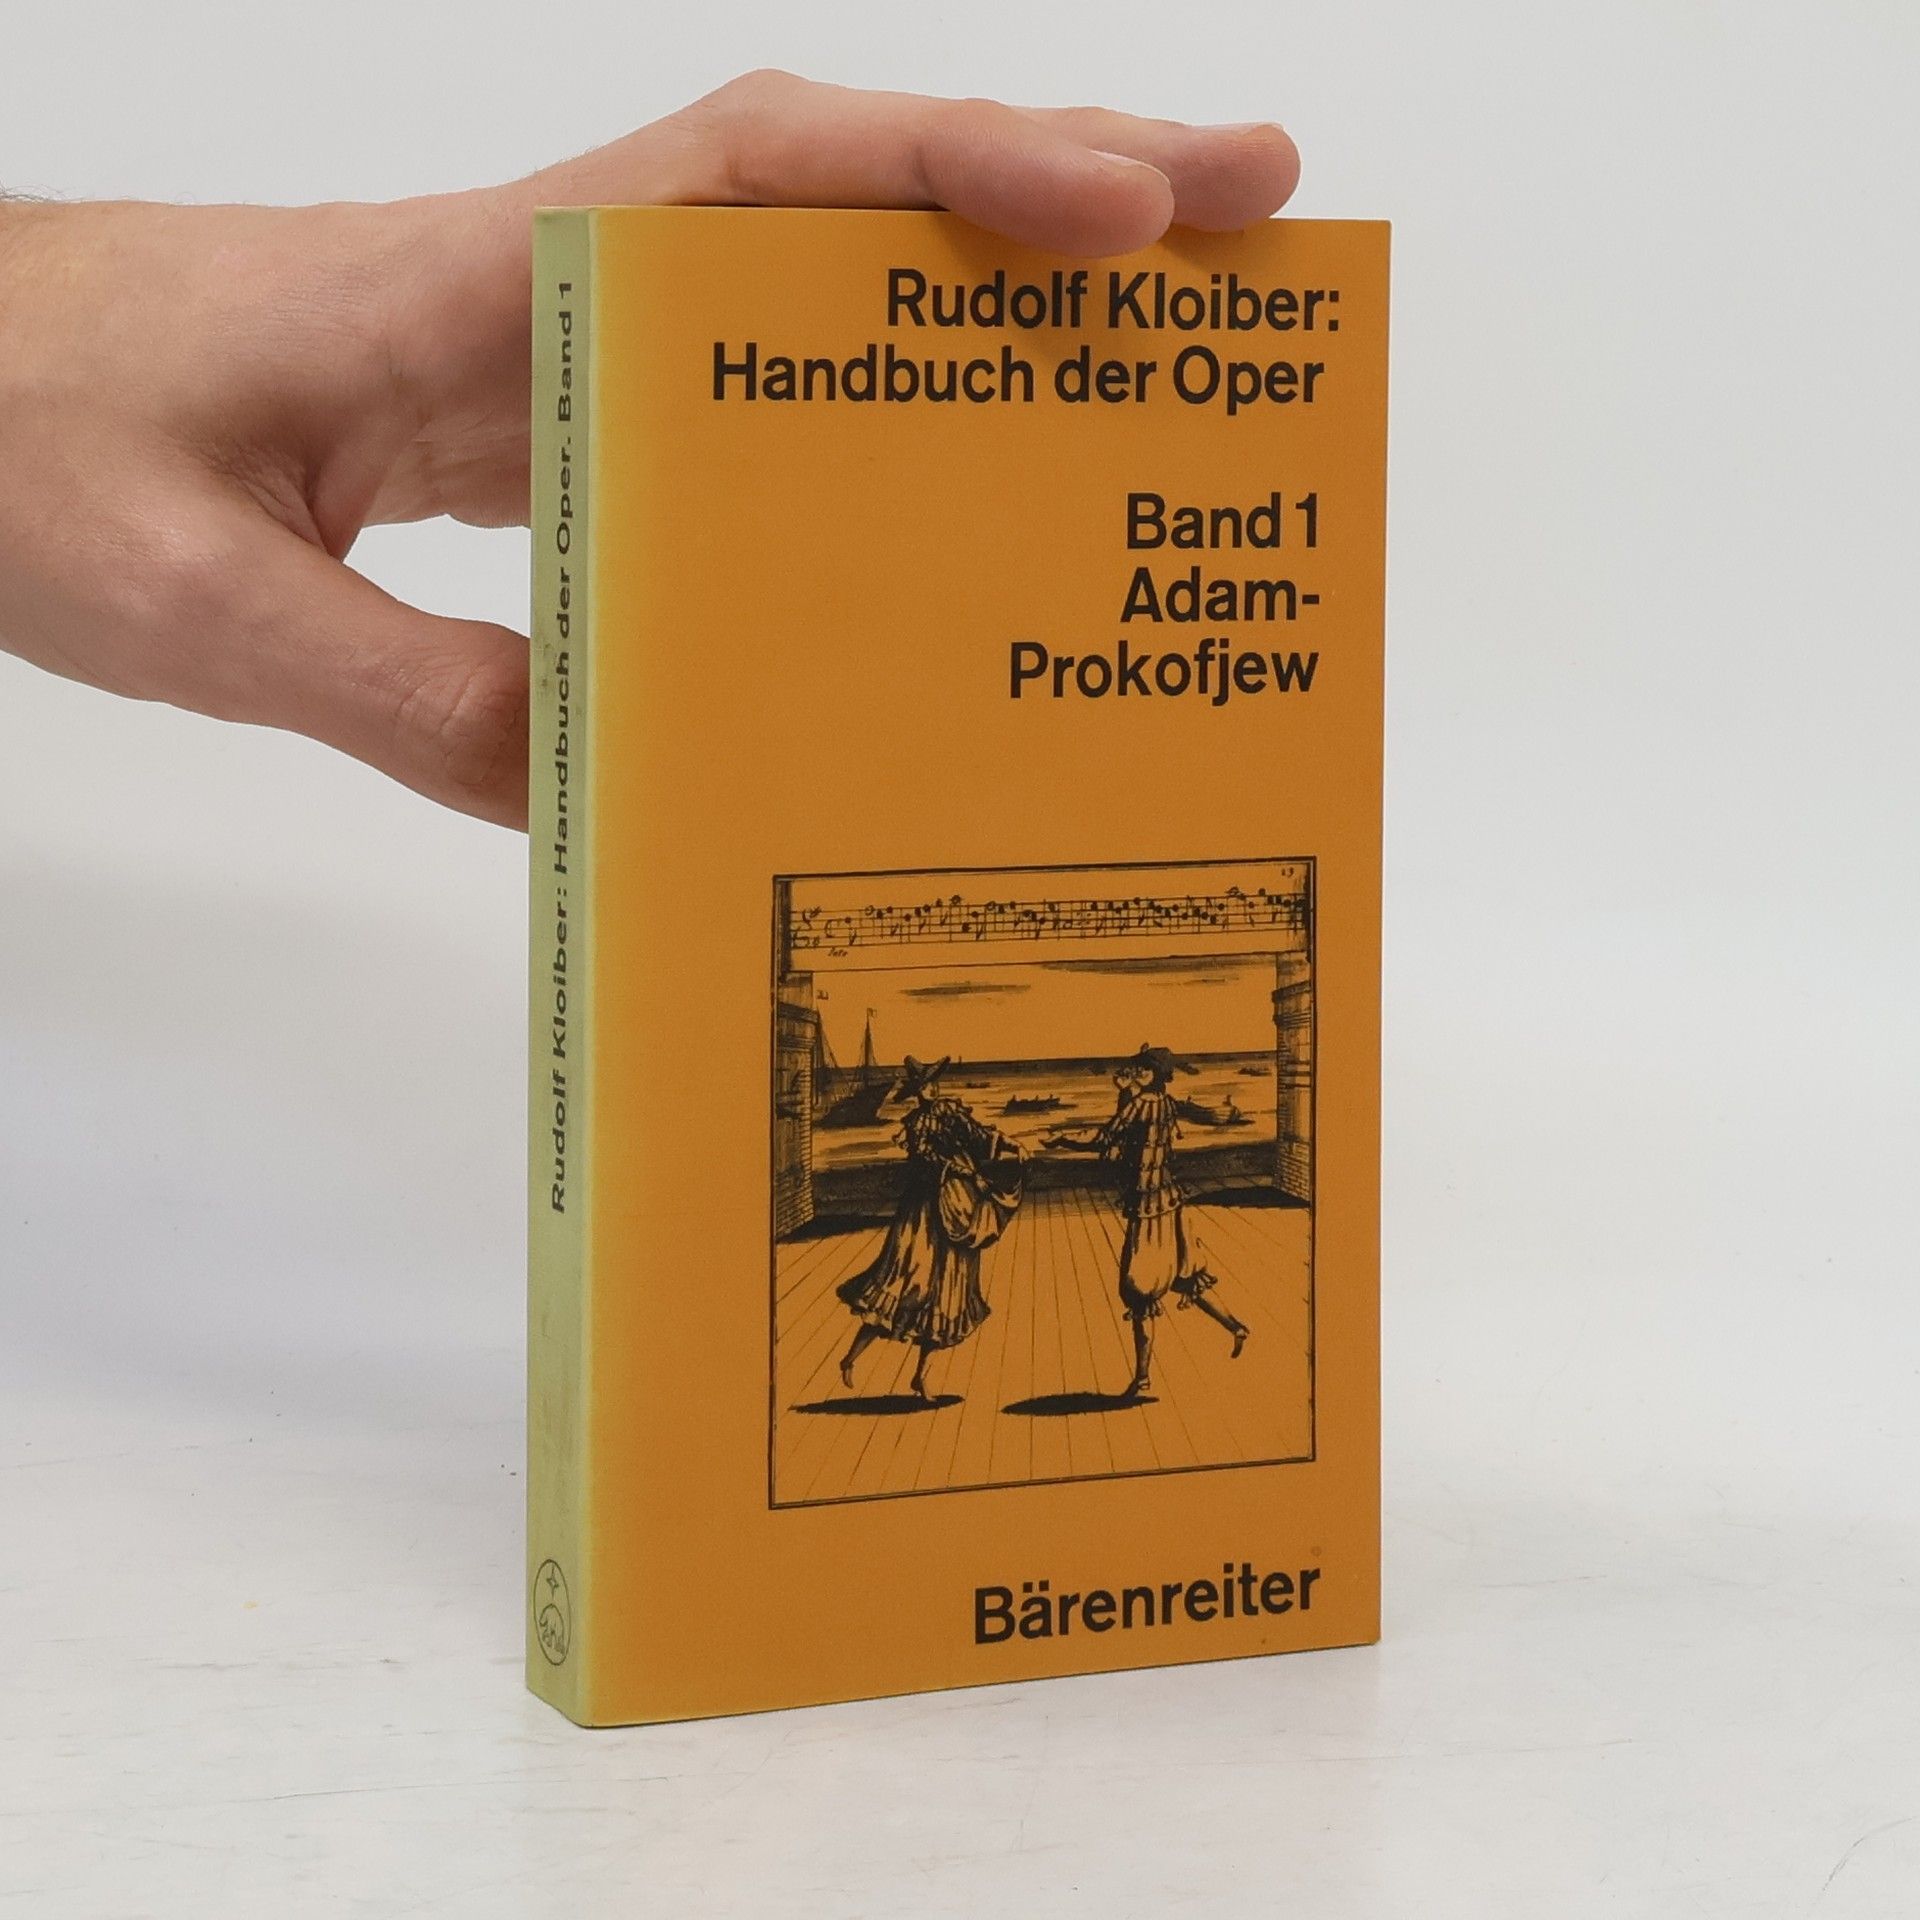 Rudolf Kloiber:
Handbuch der Oper
Band 1
Adam-
Prokofjew
Bärenreiter
Rudolf Kloiber: Handbuch der Oper. Band 1